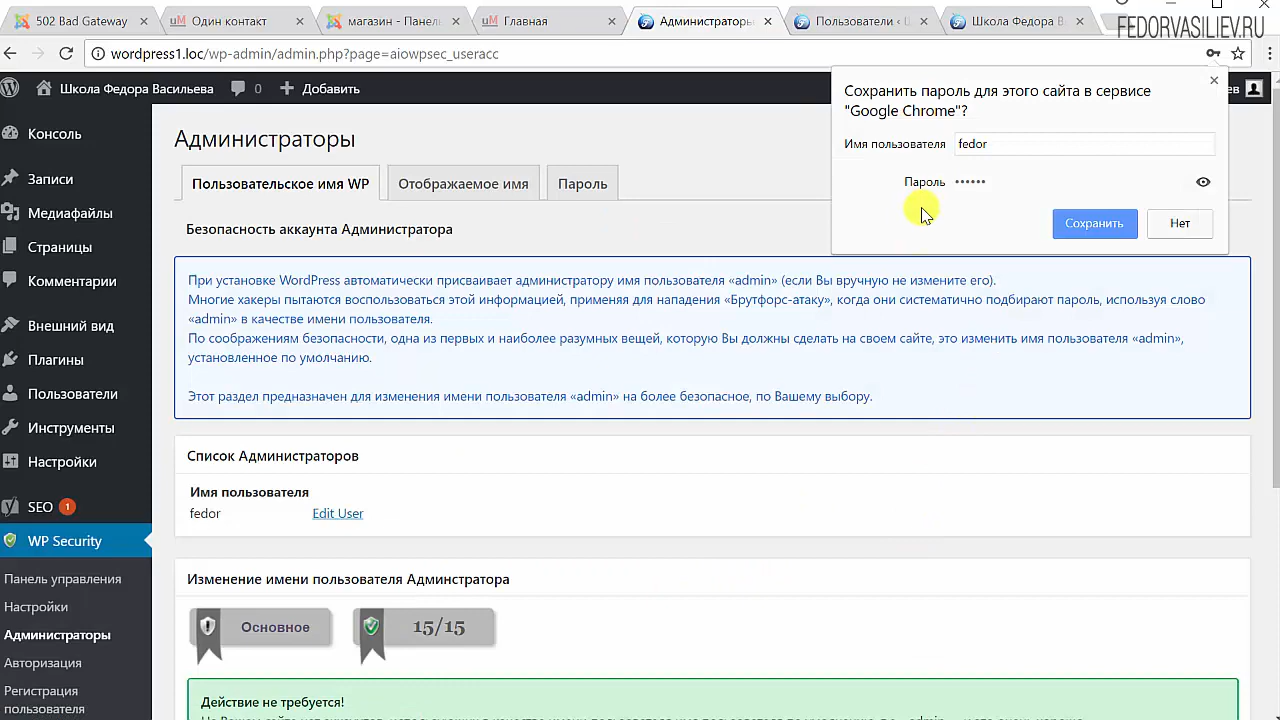 502 Bad Gateway
Один контакт
магазин - Панел
Главная
Администраторы
Пользователи ‹ Ш
Школа Федора В
FEDORVASILIEV.RU
wordpress1.loc/wp-admin/admin.php?page=aiowpsec_useracc
Школа Федора Васильева
0
Добавить
ев
Сохранить пароль для этого сайта в сервисе
"Google Chrome"?
Имя пользователя
fedor
Пароль ••••••
Сохранить
Нет
Консоль
Записи
Медиафайлы
Страницы
Комментарии
Внешний вид
Плагины
Пользователи
Инструменты
Настройки
SEO 1
WP Security
Панель управления
Настройки
Администраторы
Авторизация
Регистрация
пользователя
Администраторы
Пользовательское имя WP
Отображаемое имя
Пароль
Безопасность аккаунта Администратора
При установке WordPress автоматически присваивает администратору имя пользователя «admin» (если Вы вручную не измените его).
Многие хакеры пытаются воспользоваться этой информацией, применяя для нападения «Брутфорс-атаку», когда они систематично подбирают пароль, используя слово
«admin» в качестве имени пользователя.
По соображениям безопасности, одна из первых и наиболее разумных вещей, которую Вы должны сделать на своем сайте, это изменить имя пользователя «admin»,
установленное по умолчанию.
Этот раздел предназначен для изменения имени пользователя «admin» на более безопасное, по Вашему выбору.
Список Администраторов
Имя пользователя
fedor
Edit User
Изменение имени пользователя Админстратора
Основное
15/15
Действие не требуется!